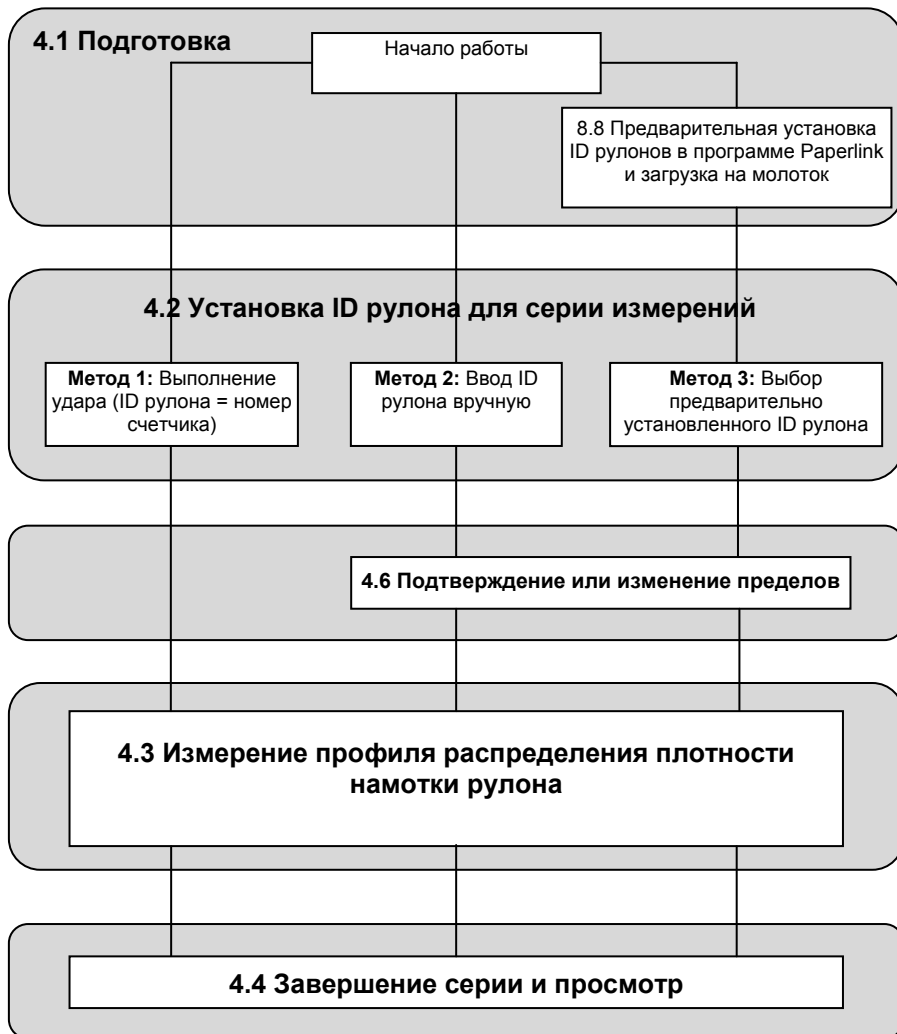 4.1 Подготовка
Начало работы
8.8 Предварительная установка
ID рулонов в программе Paperlink
и загрузка на молоток
4.2 Установка ID рулона для серии измерений
Метод 1: Выполнение
удара (ID рулона = номер
счетчика)
Метод 2: Ввод ID
рулона вручную
Метод 3: Выбор
предварительно
установленного ID рулона
4.6 Подтверждение или изменение пределов
4.3 Измерение профиля распределения плотности
намотки рулона
4.4 Завершение серии и просмотр